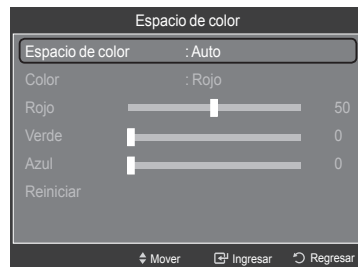 Espacio de color
Espacio de color : Auto
Color : Rojo
Rojo 50
Verde 0
Azul 0
Reiniciar
Mover Ingresar Regresar